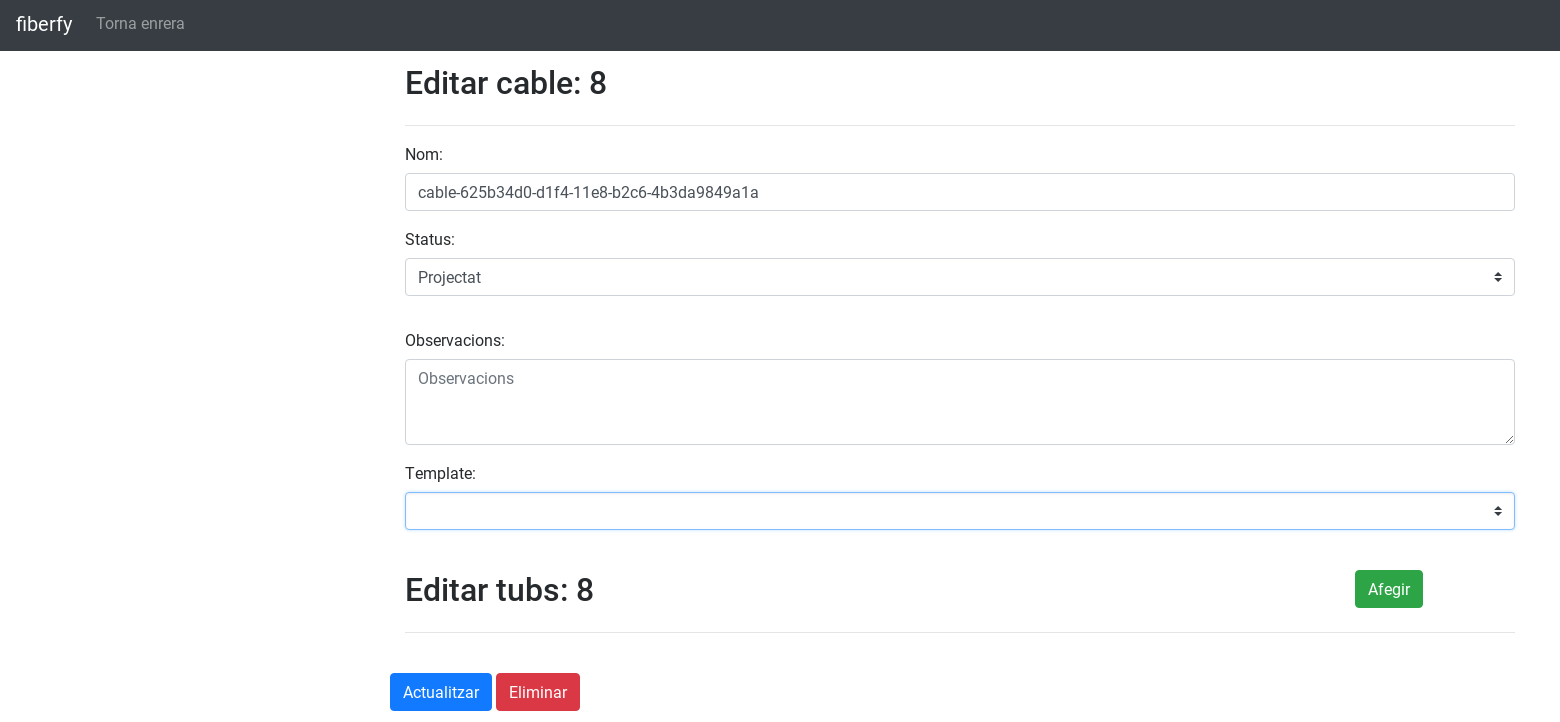 fiberfy Torna enrera
Editar cable: 8
Nom:
cable-625b34d0-d1f4-11e8-b2c6-4b3da9849a1a
Status:
Projectat
Observacions:
Observacions
Template:
Editar tubs: 8 Afegir
Actualitzar Eliminar